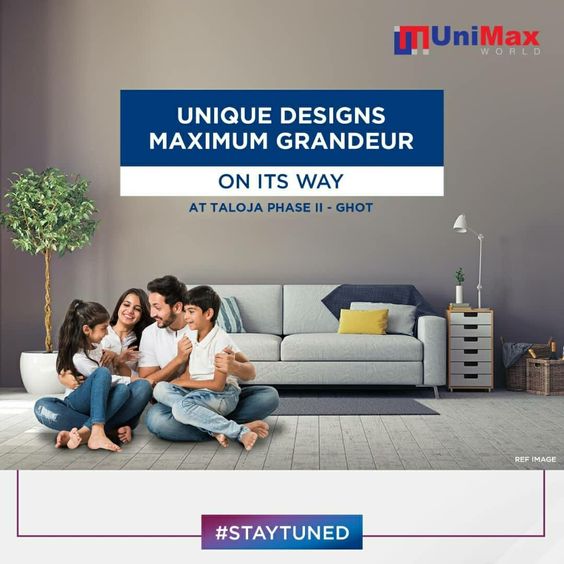 UniMax
WORLD
UNIQUE DESIGNS
MAXIMUM GRANDEUR
ON ITS WAY
AT TALOJA PHASE II - GHOT
REF IMAGE
#STAYTUNED